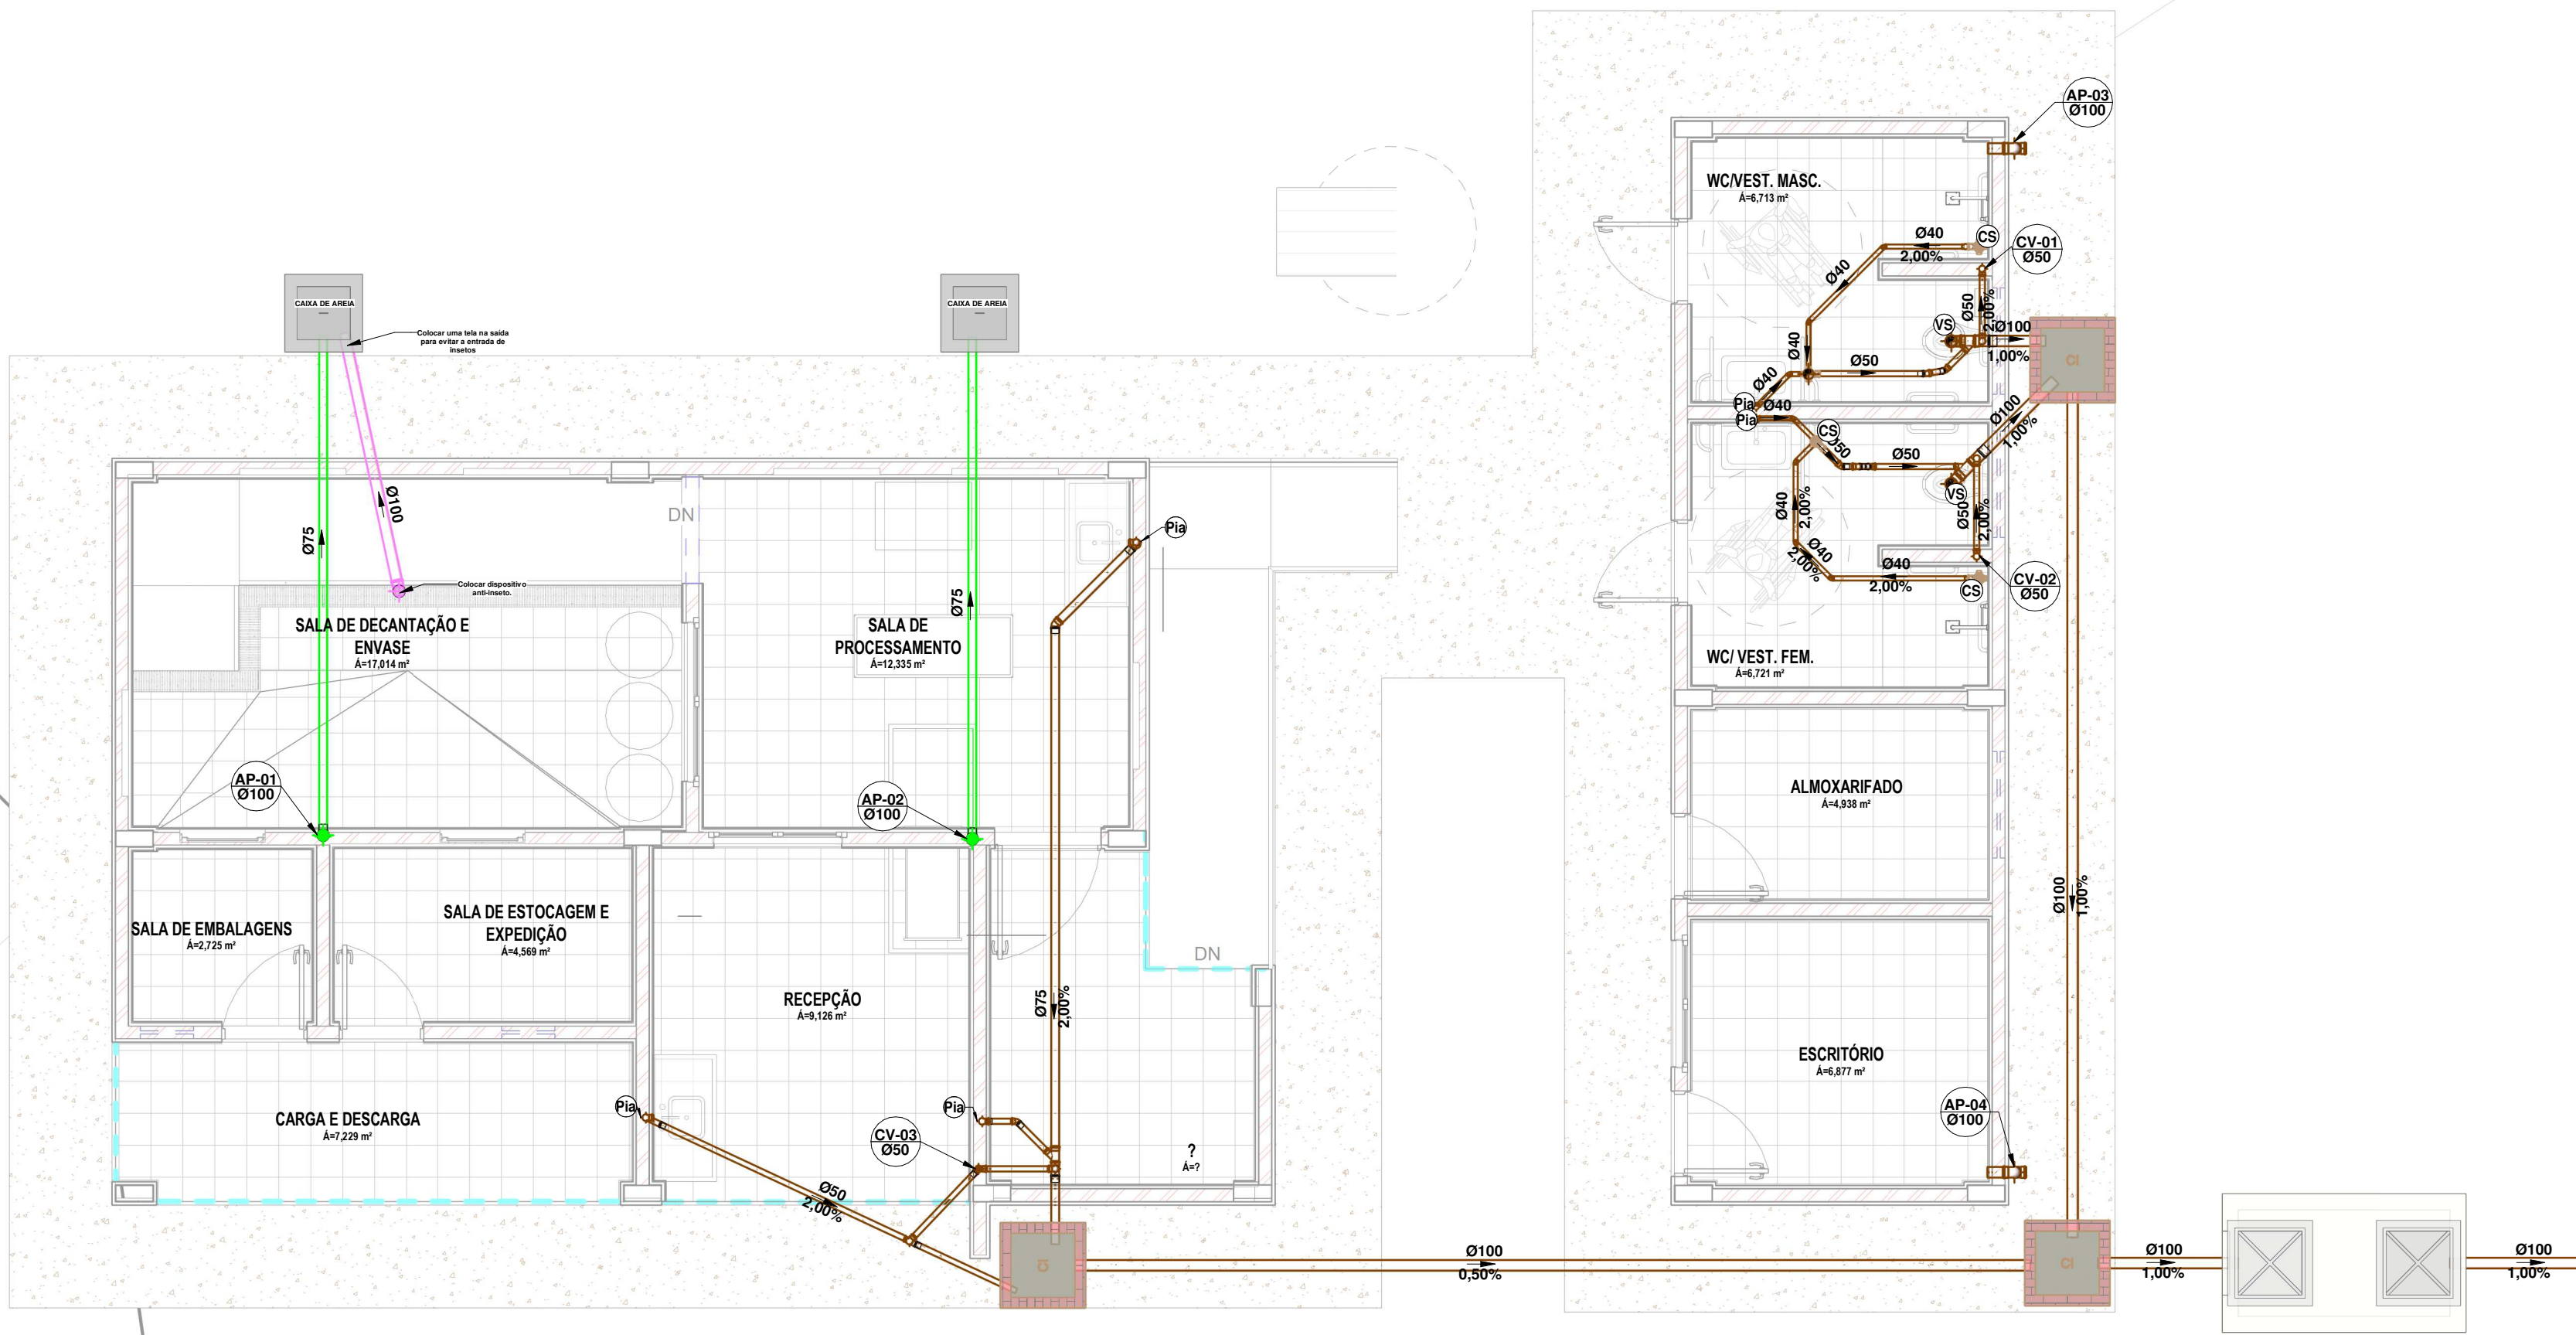 AP-03
Ø100
WC/VEST. MASC.
Á=6,713 m²
Ø40
2,00%
CS
CV-01
Ø50
Ø40
Ø50
2,00%
VS
Ø100
1,00%
CI
Ø40
Ø50
Ø40
Pia
Ø40
Pia
CS
Ø50
Ø50
Ø100
1,00%
VS
Ø40
2,00%
Ø50
2,00%
Ø40
2,00%
Ø40
2,00%
CS
CV-02
Ø50
WC/ VEST. FEM.
Á=6,721 m²
CAIXA DE AREIA
CAIXA DE AREIA
Colocar uma tela na saída
para evitar a entrada de
insetos
Ø75
Ø100
DN
Pia
Colocar dispositivo
anti-inseto.
SALA DE DECANTAÇÃO E
ENVASE
Á=17,014 m²
Ø75
SALA DE
PROCESSAMENTO
Á=12,335 m²
AP-01
Ø100
AP-02
Ø100
ALMOXARIFADO
Á=4,938 m²
Ø100
1,00%
SALA DE EMBALAGENS
Á=2,725 m²
SALA DE ESTOCAGEM E
EXPEDIÇÃO
Á=4,569 m²
DN
RECEPÇÃO
Á=9,126 m²
Ø75
2,00%
ESCRITÓRIO
Á=6,877 m²
CARGA E DESCARGA
Á=7,229 m²
Pia
Pia
CV-03
Ø50
?
Á=?
AP-04
Ø100
Ø50
2,00%
CI
Ø100
0,50%
CI
Ø100
1,00%
Ø100
1,00%